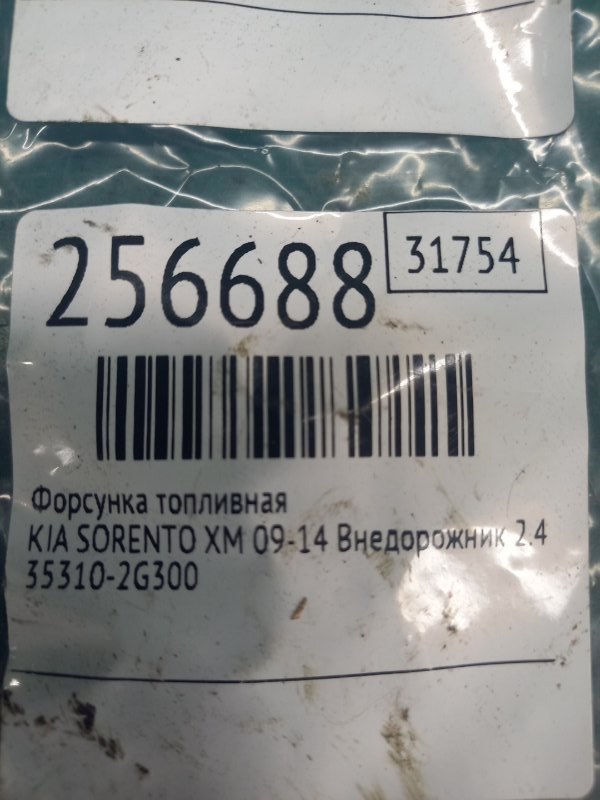 256688
31754
Форсунка топливная
KIA SORENTO XM 09-14 Внедорожник 2.4
35310-2G300